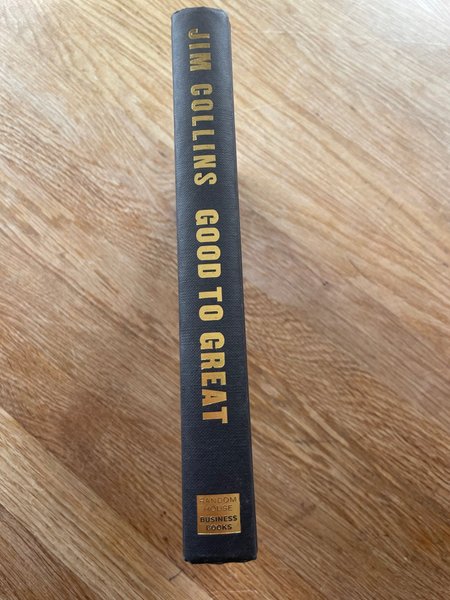 JIM COLLINS GOOD TO GREAT
RANDOM
HOUSE
BUSINESS
BOOKS